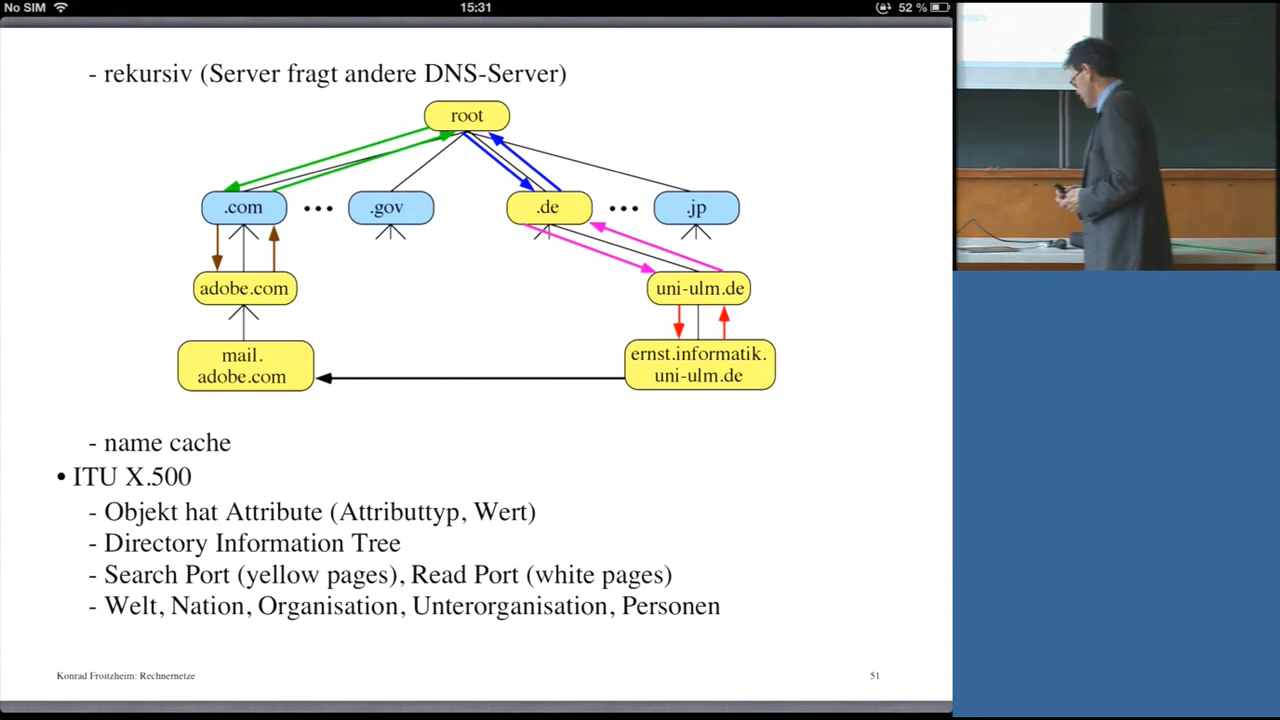 No SIM 15:31 52 %
- rekursiv (Server fragt andere DNS-Server)
root
.com ••• .gov .de ••• .jp
adobe.com uni-ulm.de
mail. ernst.informatik.
adobe.com uni-ulm.de
- name cache
• ITU X.500
- Objekt hat Attribute (Attributtyp, Wert)
- Directory Information Tree
- Search Port (yellow pages), Read Port (white pages)
- Welt, Nation, Organisation, Unterorganisation, Personen
Konrad Froitzheim: Rechnernetze 51